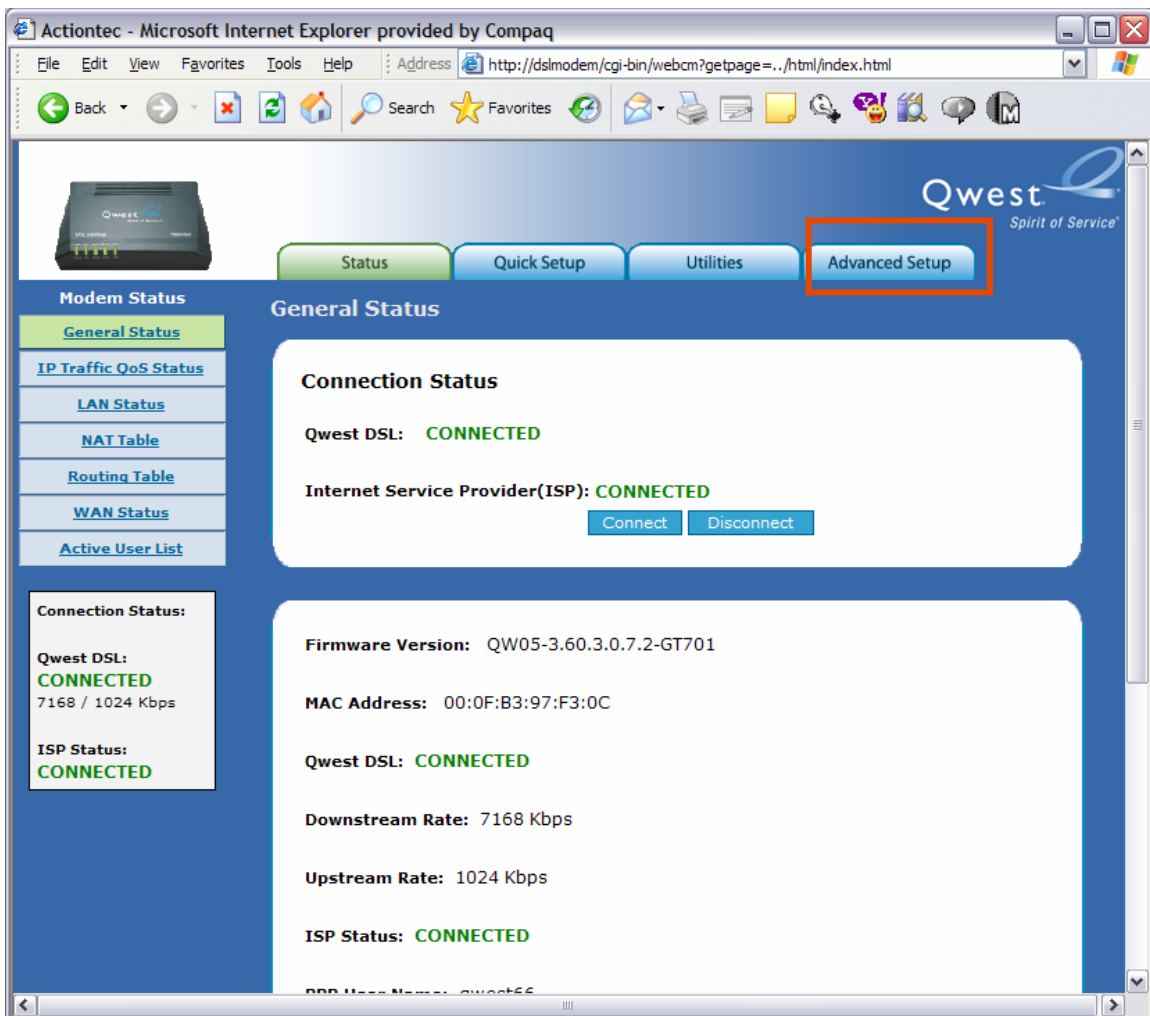 Actiontec - Microsoft Internet Explorer provided by Compaq
File Edit View Favorites Tools Help Address http://dslmodem/cgi-bin/webcm?getpage=../html/index.html
Back Search Favorites
Qwest
Spirit of Service
Qwest
Status Quick Setup Utilities Advanced Setup
Modem Status
General Status
IP Traffic QoS Status
LAN Status
NAT Table
Routing Table
WAN Status
Active User List
Connection Status:
Qwest DSL:
CONNECTED
7168 / 1024 Kbps
ISP Status:
CONNECTED
General Status
Connection Status
Qwest DSL: CONNECTED
Internet Service Provider(ISP): CONNECTED
Connect Disconnect
Firmware Version: QW05-3.60.3.0.7.2-GT701
MAC Address: 00:0F:B3:97:F3:0C
Qwest DSL: CONNECTED
Downstream Rate: 7168 Kbps
Upstream Rate: 1024 Kbps
ISP Status: CONNECTED
PPP User Name: qwest66